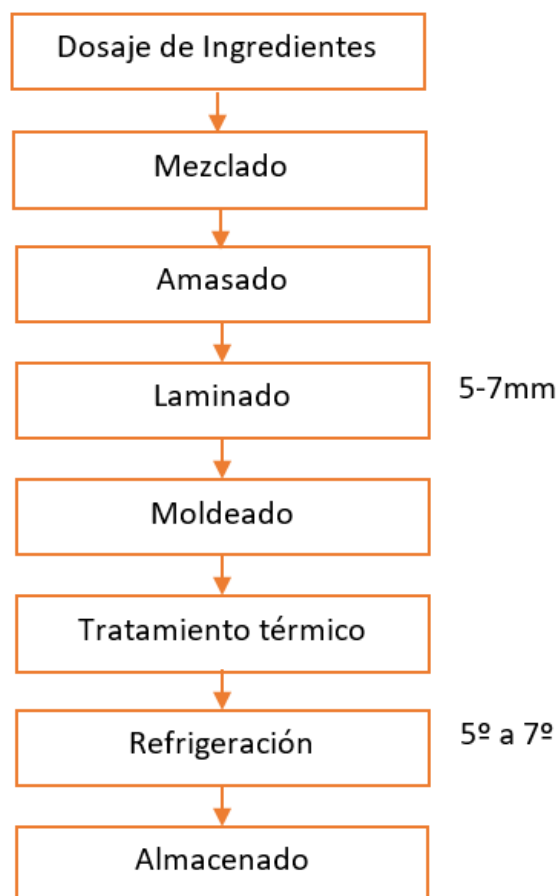 Dosaje de Ingredientes
Mezclado
Amasado
Laminado
5-7mm
Moldeado
Tratamiento térmico
Refrigeración
5º a 7º
Almacenado